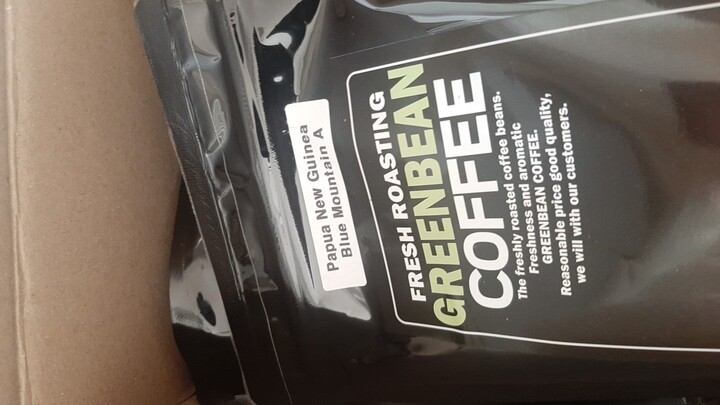 Papua New Guinea
Blue Mountain A
FRESH ROASTING
GREENBEAN
COFFEE
The freshly roasted coffee beans.
Freshness and aromatic
GREENBEAN COFFEE.
Reasonable price good quality,
we will with our customers.